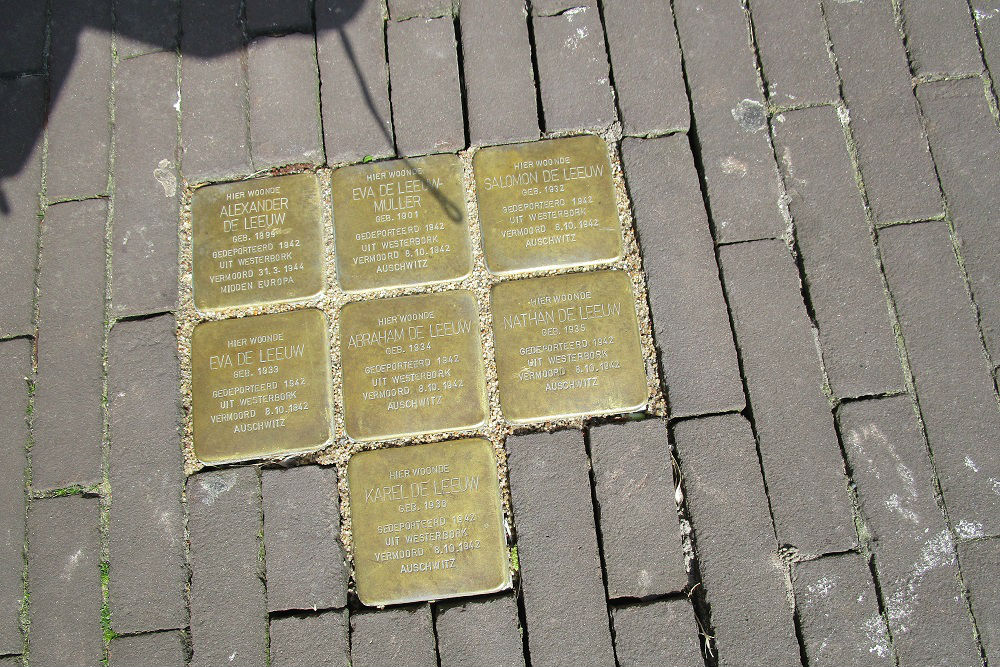 HIER WOONDE
ALEXANDER
DE LEEUW
GEB. 1899
GEDEPORTEERD 1942
UIT WESTERBORK
VERMOORD 31.3.1944
MIDDEN EUROPA
HIER WOONDE
EVA DE LEEUW-
MULLER
GEB. 1901
GEDEPORTEERD 1942
UIT WESTERBORK
VERMOORD 8.10.1942
AUSCHWITZ
HIER WOONDE
SALOMON DE LEEUW
GEB. 1932
GEDEPORTEERD 1942
UIT WESTERBORK
VERMOORD 8.10.1942
AUSCHWITZ
HIER WOONDE
EVA DE LEEUW
GEB. 1933
GEDEPORTEERD 1942
UIT WESTERBORK
VERMOORD 8.10.1942
AUSCHWITZ
HIER WOONDE
ABRAHAM DE LEEUW
GEB. 1934
GEDEPORTEERD 1942
UIT WESTERBORK
VERMOORD 8.10.1942
AUSCHWITZ
HIER WOONDE
NATHAN DE LEEUW
GEB. 1935
GEDEPORTEERD 1942
UIT WESTERBORK
VERMOORD 8.10.1942
AUSCHWITZ
HIER WOONDE
KAREL DE LEEUW
GEB.
GEDEPORTEERD 1942
UIT WESTERBORK
VERMOORD 8.10.1942
AUSCHWITZ